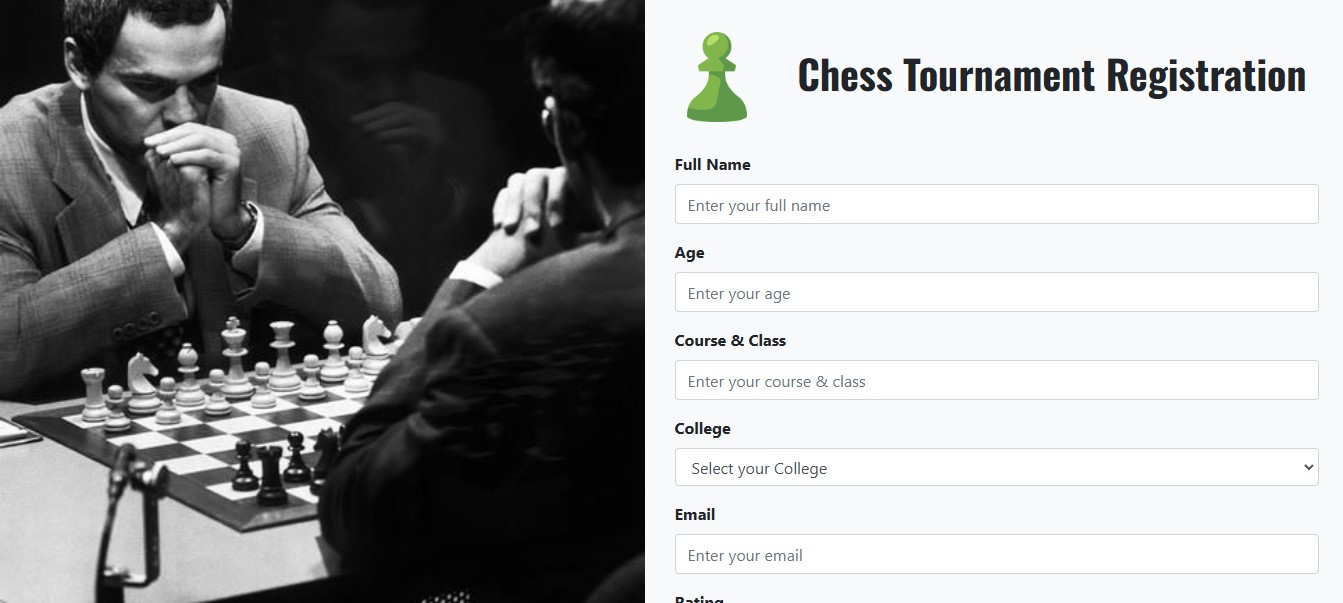 Chess Tournament Registration
Full Name
Enter your full name
Age
Enter your age
Course & Class
Enter your course & class
College
Select your College
Email
Enter your email
Rating